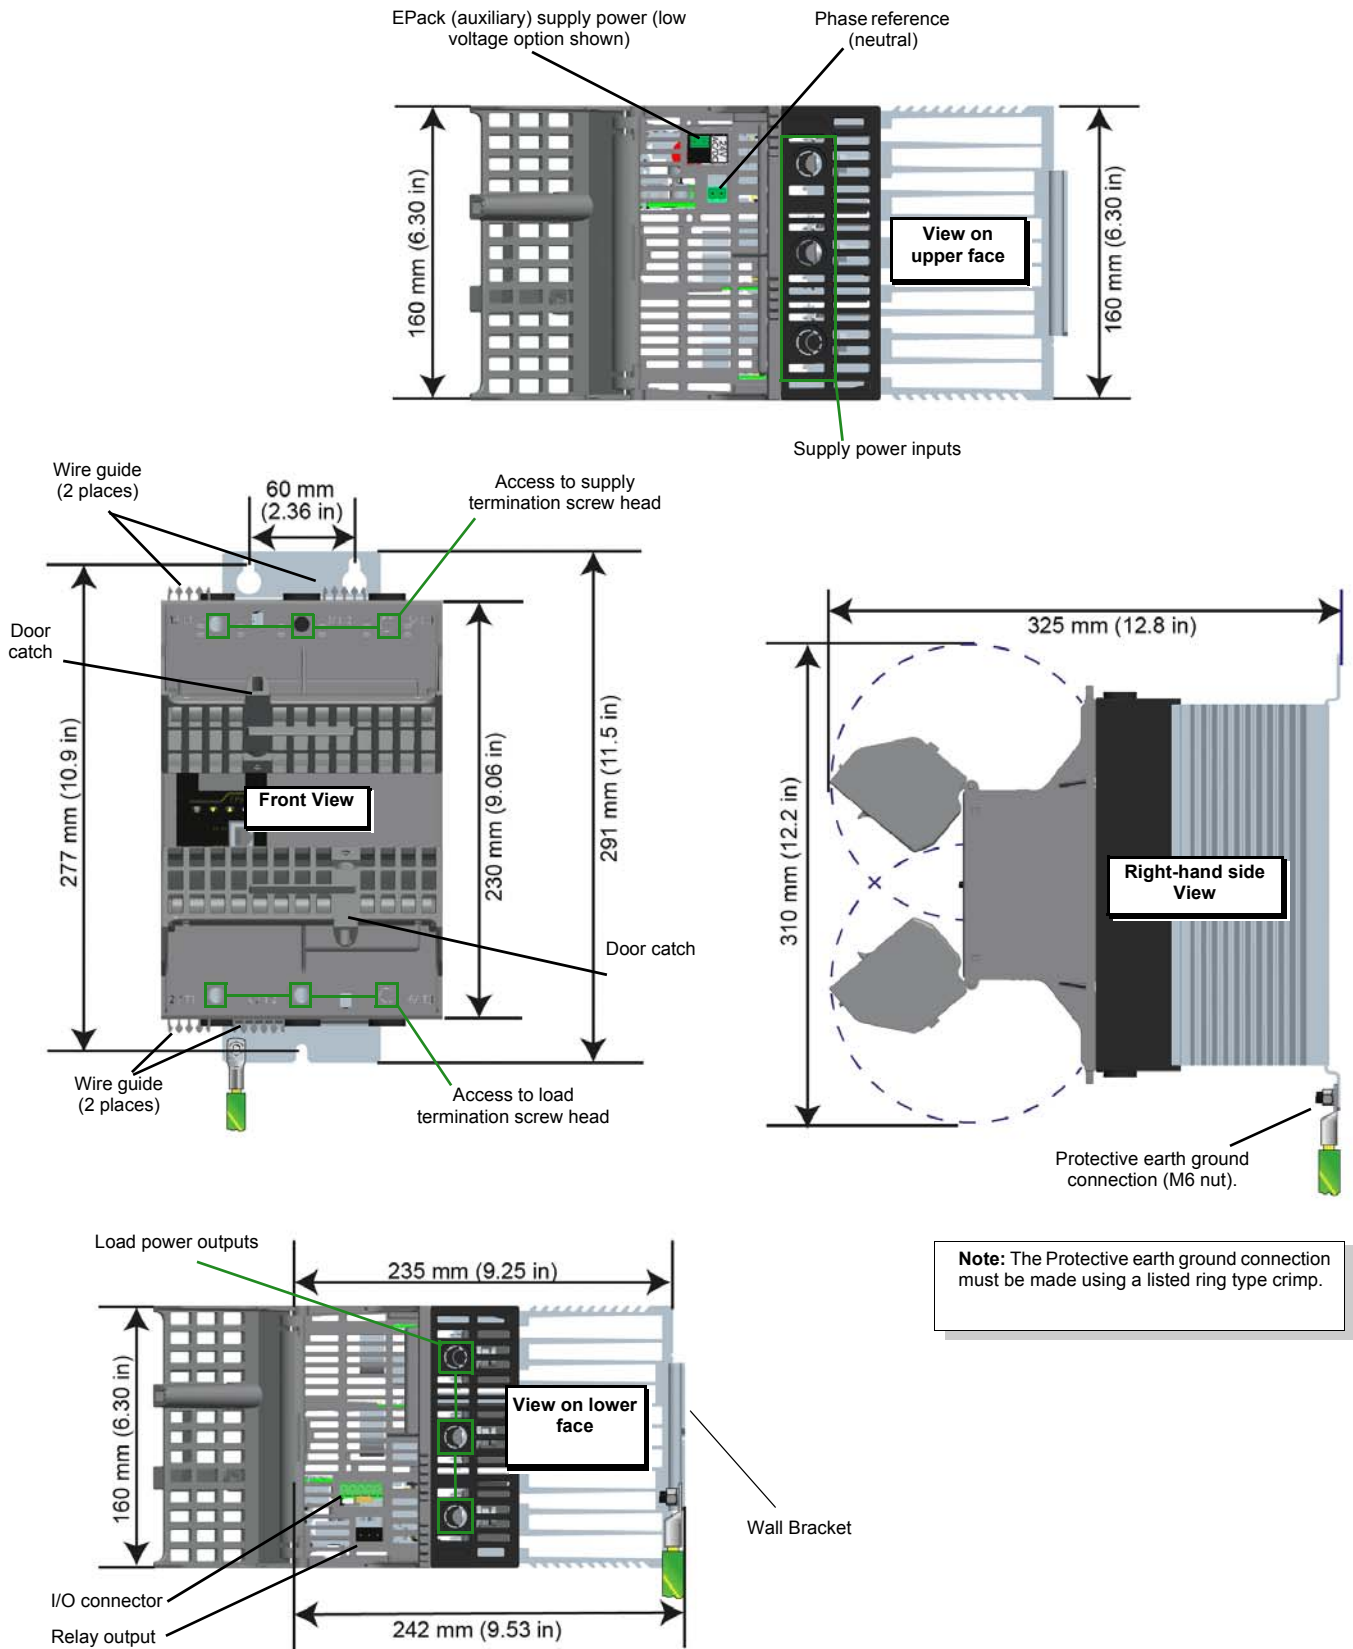 EPack (auxiliary) supply power (low
voltage option shown)
Phase reference
(neutral)
160 mm (6.30 in)
24V
AC/DC
View on
upper face
160 mm (6.30 in)
Supply power inputs
Wire guide
(2 places)
60 mm
(2.36 in)
Access to supply
termination screw head
Door
catch
277 mm (10.9 in)
Front View
230 mm (9.06 in)
291 mm (11.5 in)
Door catch
Wire guide
(2 places)
Access to load
termination screw head
325 mm (12.8 in)
310 mm (12.2 in)
Right-hand side
View
Protective earth ground
connection (M6 nut).
Load power outputs
235 mm (9.25 in)
160 mm (6.30 in)
View on lower
face
Wall Bracket
I/O connector
Relay output
242 mm (9.53 in)
Note: The Protective earth ground connection
must be made using a listed ring type crimp.